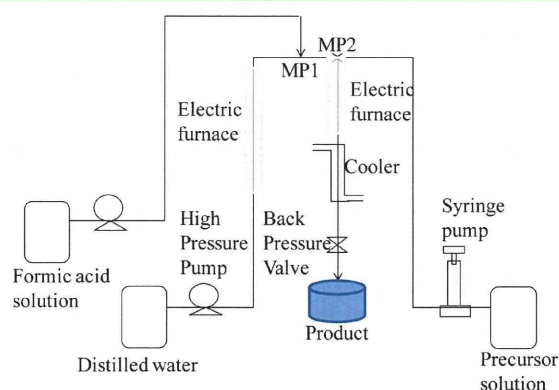 MP2
MP1
Electric
furnace
Electric
furnace
Cooler
Syringe
pump
High
Pressure
Pump
Back
Pressure
Valve
Formic acid
solution
Product
Distilled water
Precursor
solution